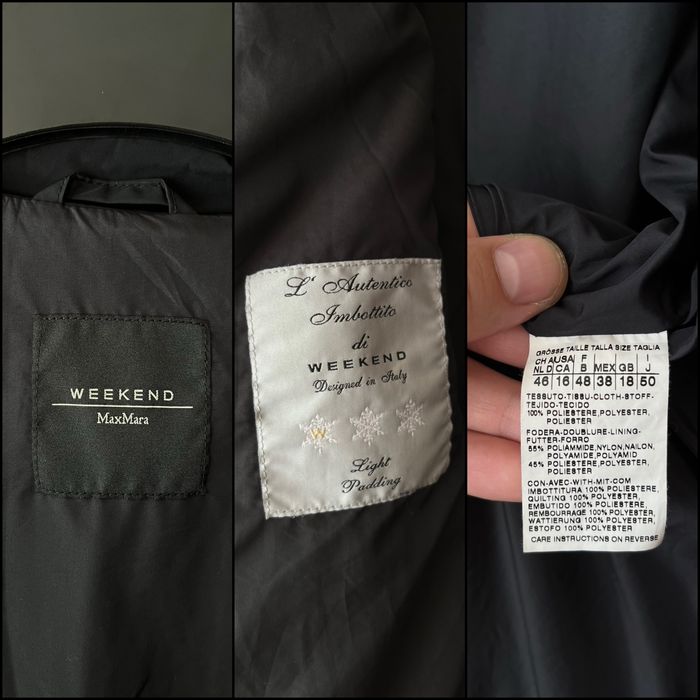 WEEKEND
MaxMara
L' Autentico
Imbottito
di
WEEKEND
Designed in Italy
W
Light
Padding
GRÖSSE TAILLE TALLA SIZE TAGLIA
CH AUSA F I
NL D CA B MEX GB J
46 16 48 38 18 50
TESSUTO-TISSU-CLOTH-STOFF-
TEJIDO-TECIDO
100% POLIESTERE,POLYESTER,
POLIESTER
FODERA-DOUBLURE-LINING-
FUTTER-FORRO
55% POLIAMMIDE,NYLON,NAILON,
POLYAMIDE,POLYAMID
45% POLIESTERE,POLYESTER,
POLIESTER
CON-AVEC-WITH-MIT-COM
IMBOTTITURA 100% POLIESTERE,
QUILTING 100% POLYESTER,
EMBUTIDO 100% POLIESTER,
REMBOURRAGE 100% POLYESTER,
WATTIERUNG 100% POLYESTER,
ESTOFO 100% POLYESTER
CARE INSTRUCTIONS ON REVERSE